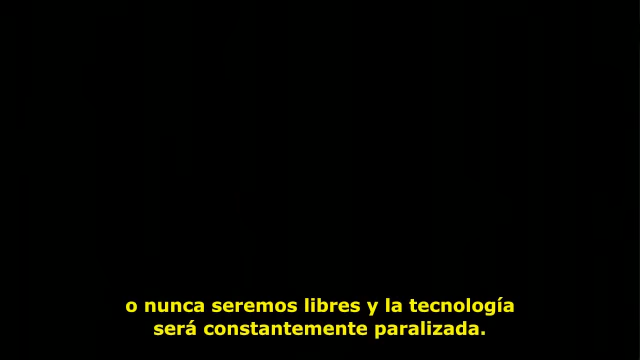 o nunca seremos libres y la tecnología
será constantemente paralizada.